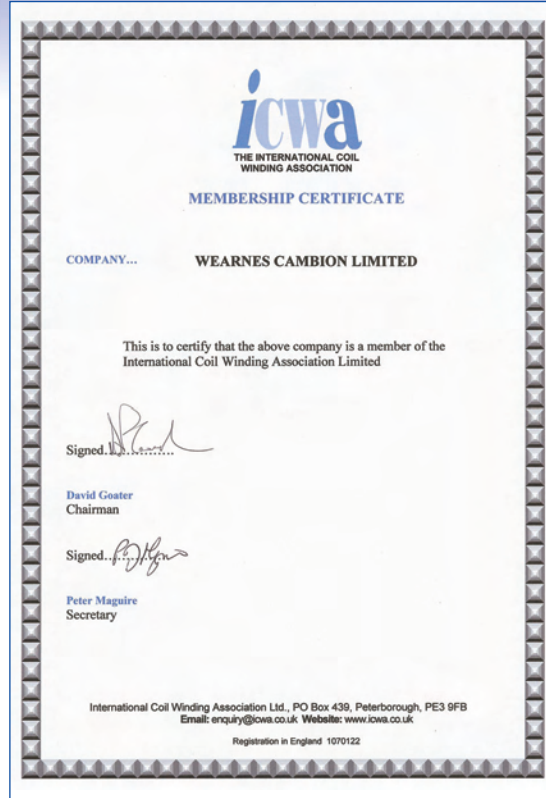 icwa
THE INTERNATIONAL COIL
WINDING ASSOCIATION
MEMBERSHIP CERTIFICATE
COMPANY... WEARNES CAMBION LIMITED
This is to certify that the above company is a member of the
International Coil Winding Association Limited
Signed...............
David Goater
Chairman
Signed...............
Peter Maguire
Secretary
International Coil Winding Association Ltd., PO Box 439, Peterborough, PE3 9FB
Email: enquiry@icwa.co.uk Website: www.icwa.co.uk
Registration in England 1070122